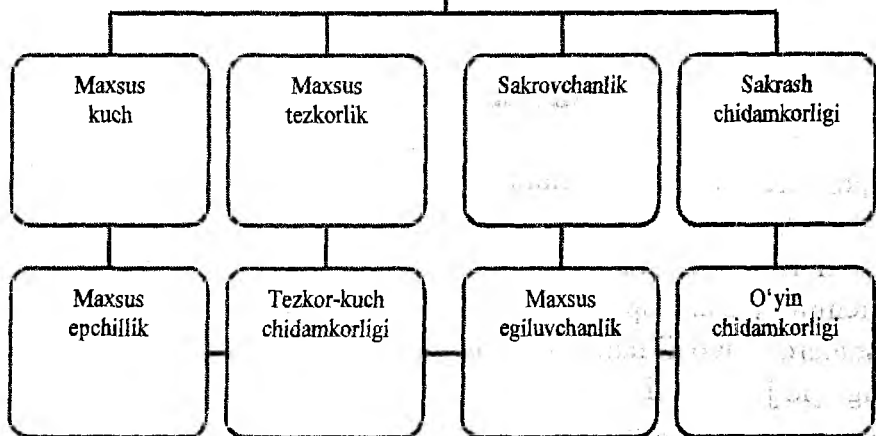 Maxsus
kuch
Maxsus
tezkorlik
Sakrovchanlik
Sakrash
chidamkorligi
Maxsus
epchillik
Tezkor-kuch
chidamkorligi
Maxsus
egiluvchanlik
O‘yin
chidamkorligi